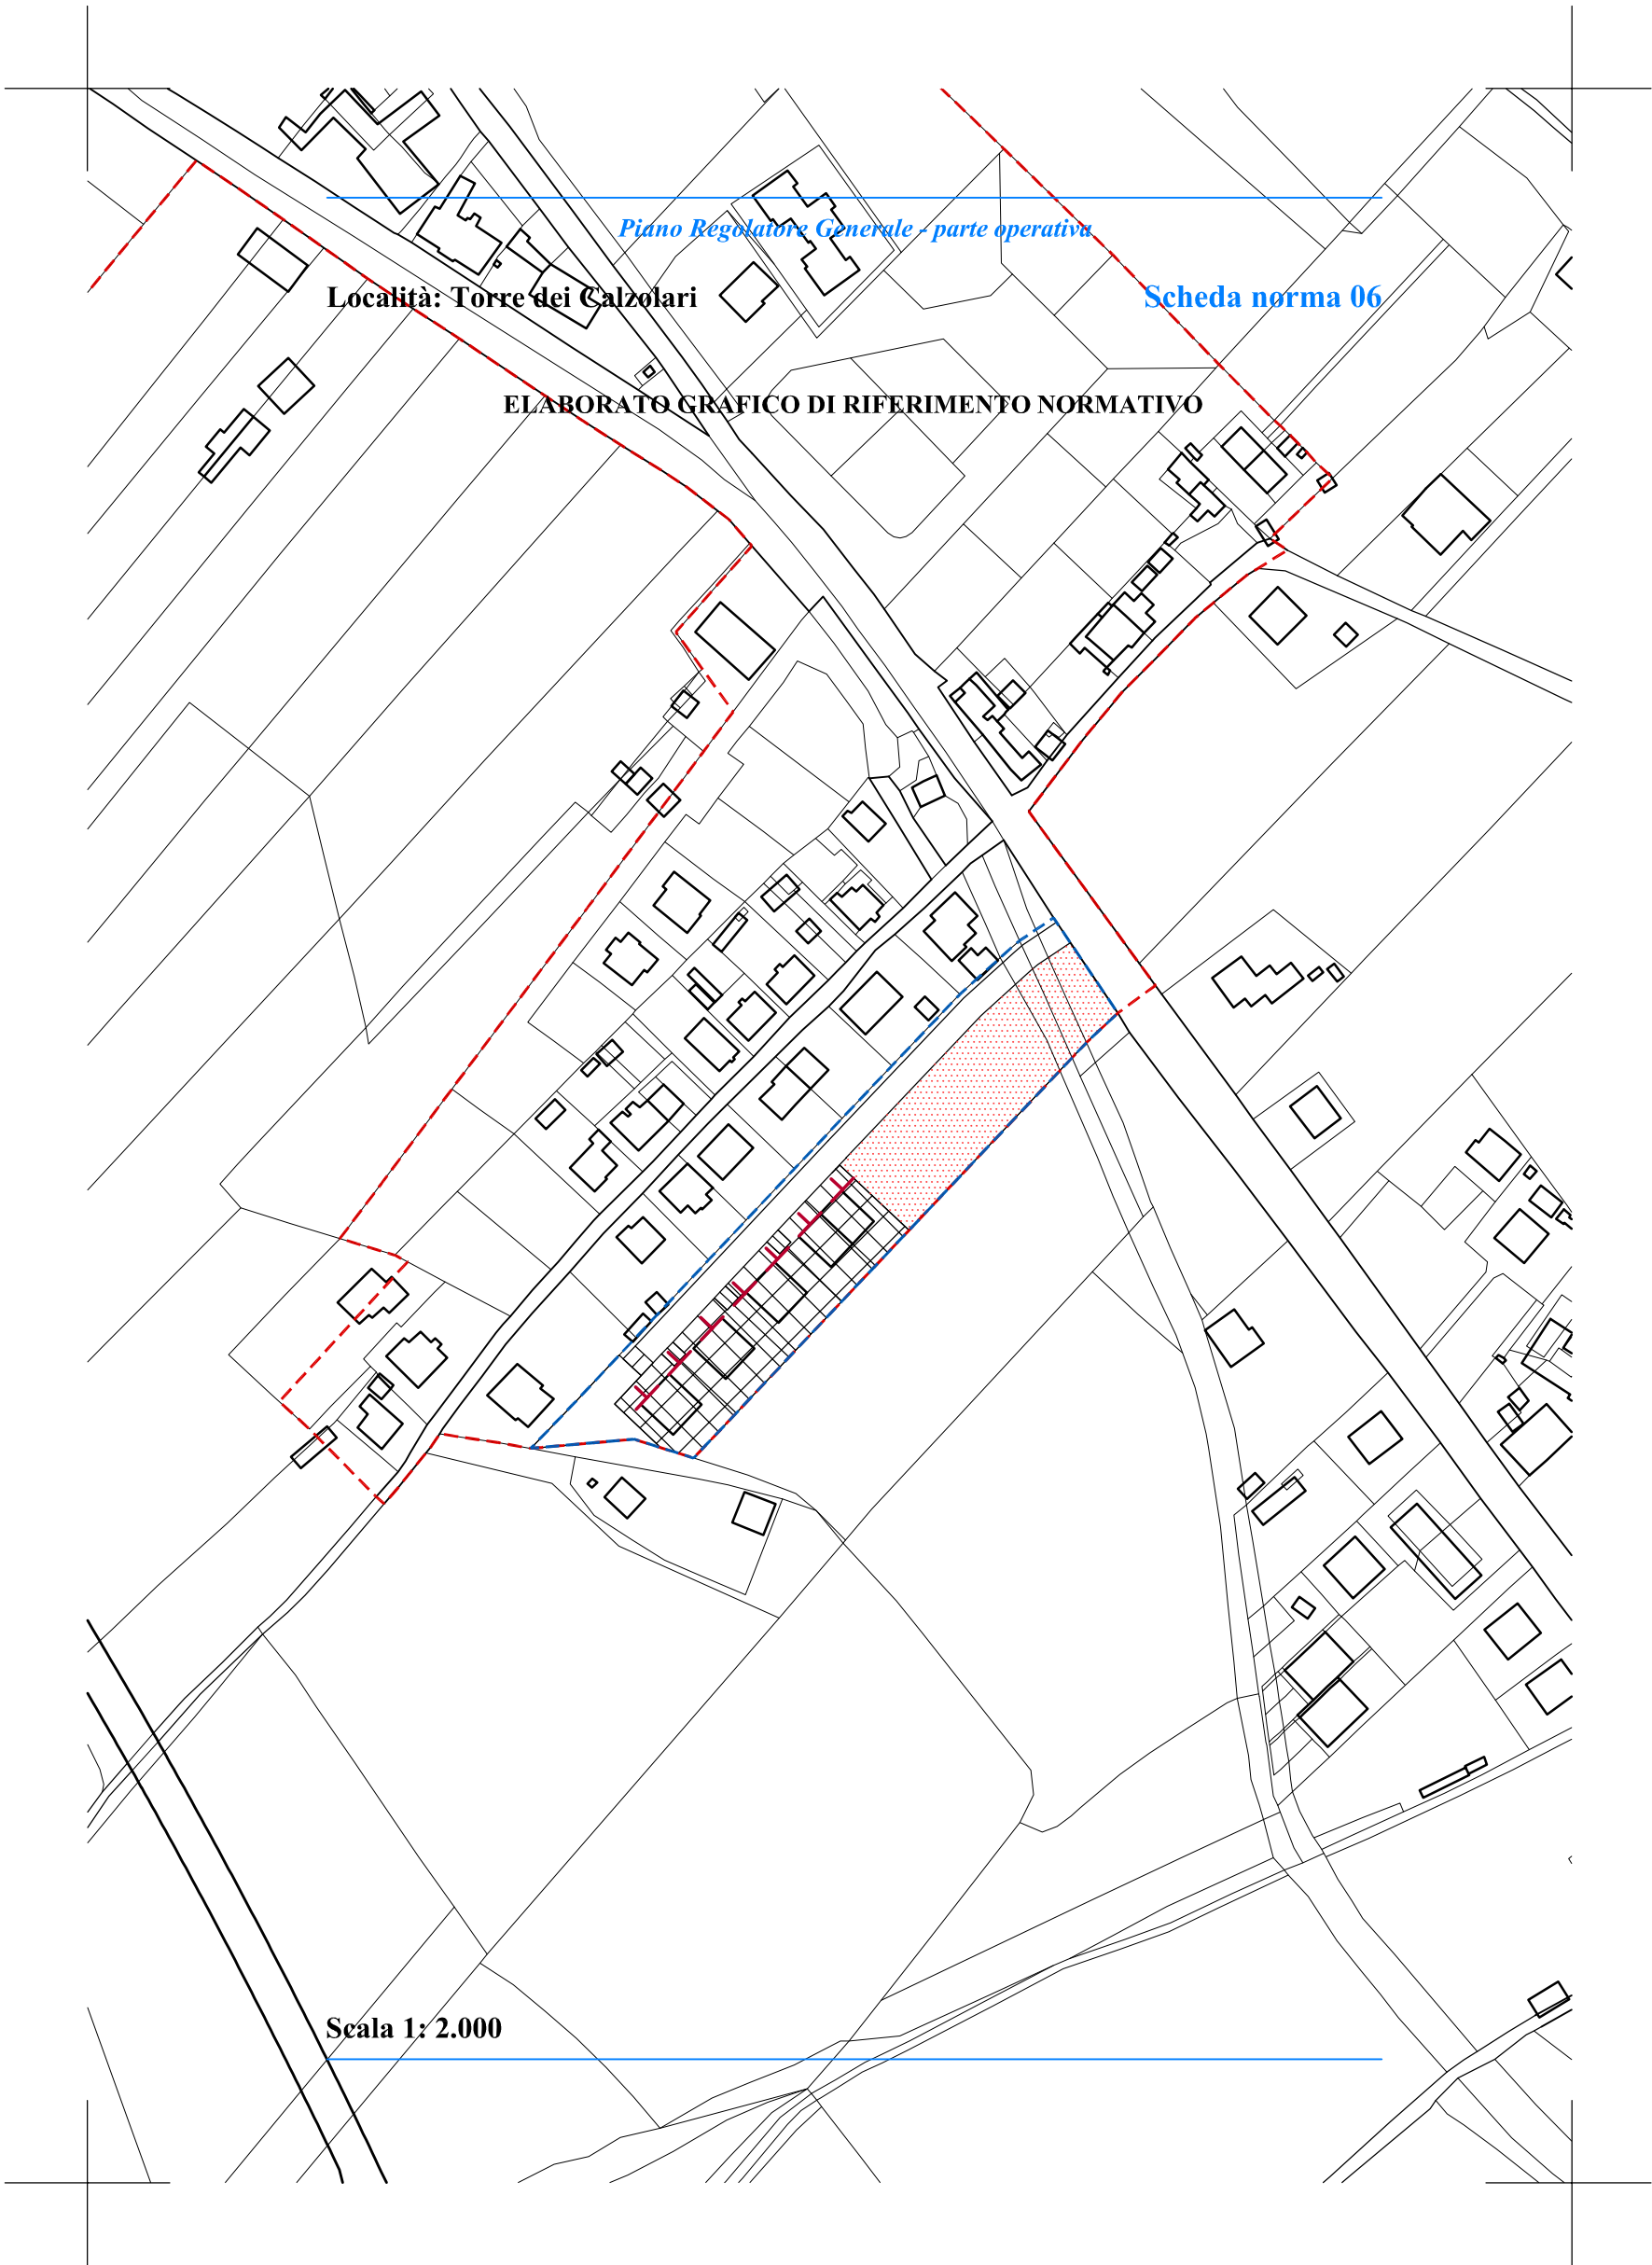 Piano Regolatore Generale - parte operativa
Località: Torre dei Calzolari
Scheda norma 06
ELABORATO GRAFICO DI RIFERIMENTO NORMATIVO
Scala 1: 2.000